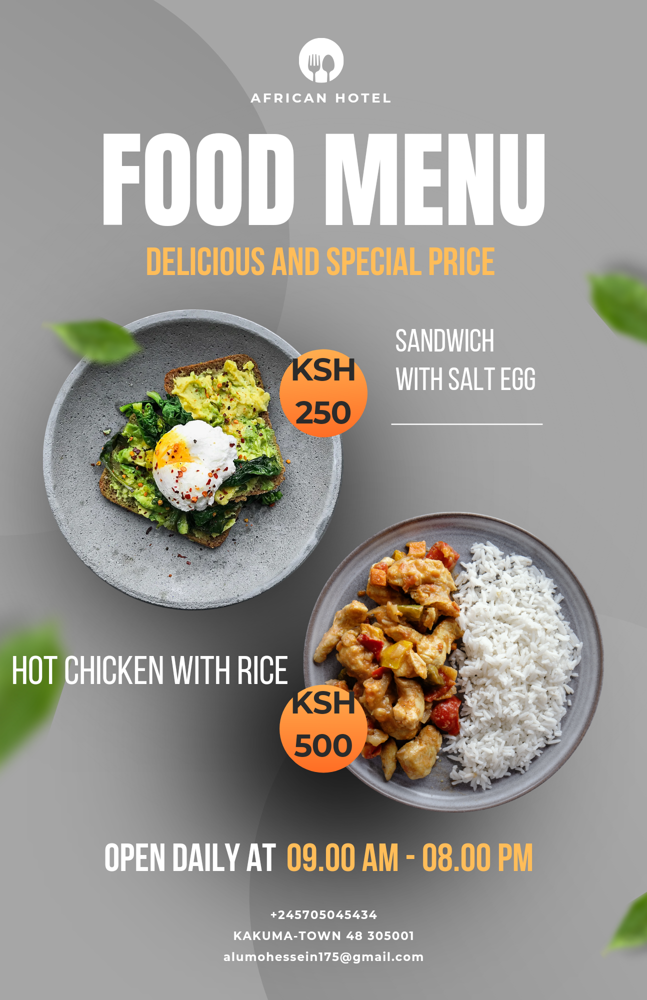 AFRICAN HOTEL
FOOD MENU
DELICIOUS AND SPECIAL PRICE
SANDWICH
WITH SALT EGG
KSH
250
HOT CHICKEN WITH RICE
KSH
500
OPEN DAILY AT 09.00 AM - 08.00 PM
+245705045434
KAKUMA-TOWN 48 305001
alumohessein175@gmail.com